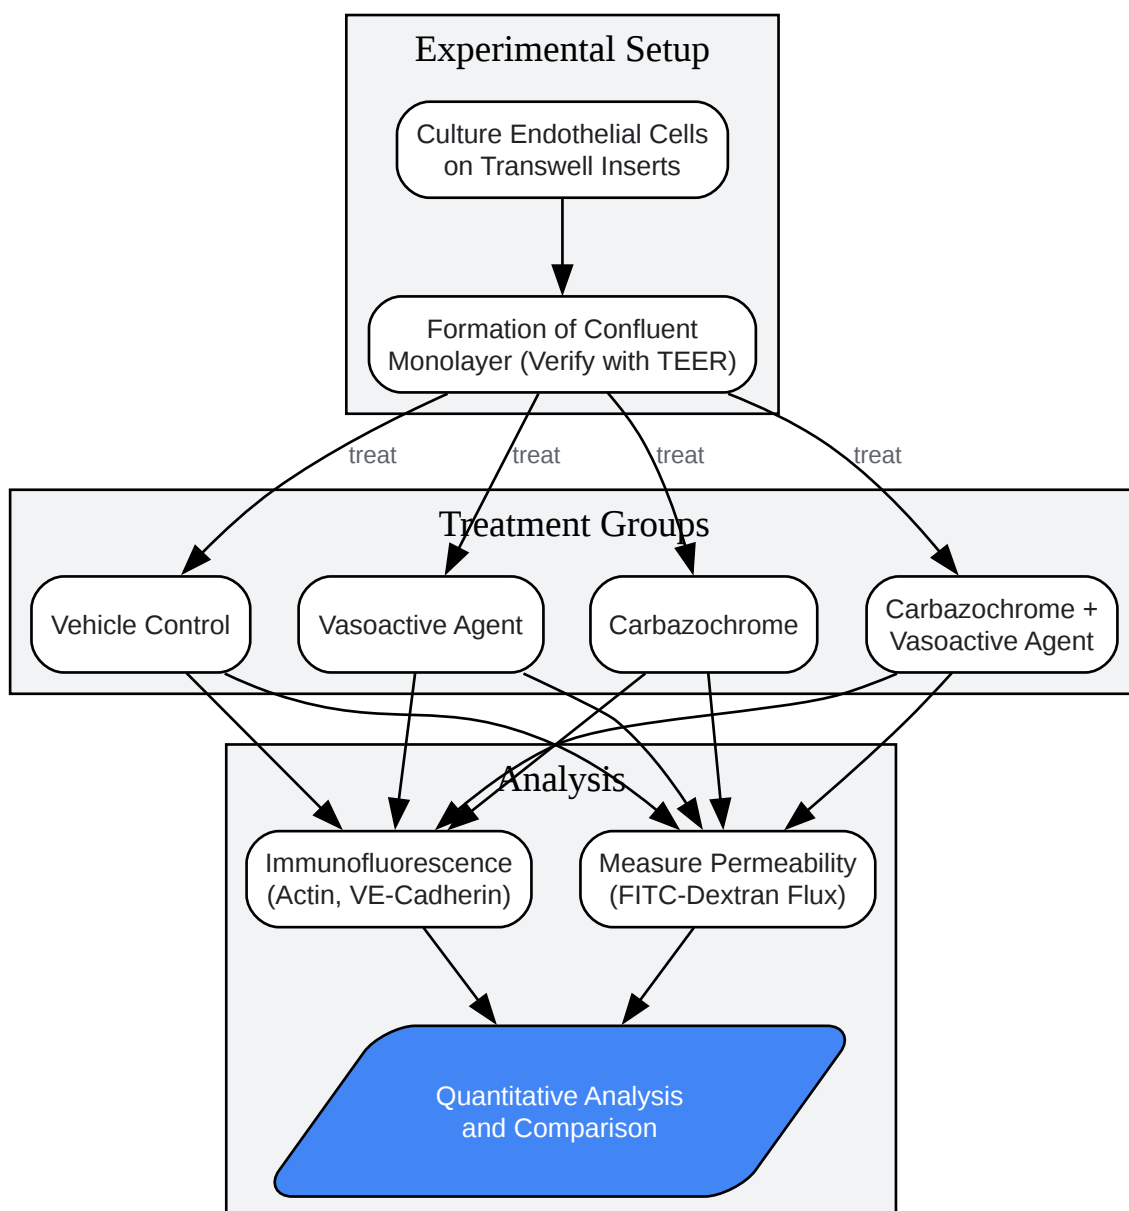 Experimental Setup
Culture Endothelial Cells
on Transwell Inserts
Formation of Confluent
Monolayer (Verify with TEER)
treat
treat
treat
treat
Treatment Groups
Vehicle Control
Vasoactive Agent
Carbazochrome
Carbazochrome +
Vasoactive Agent
Analysis
Immunofluorescence
(Actin, VE-Cadherin)
Measure Permeability
(FITC-Dextran Flux)
Quantitative Analysis
and Comparison